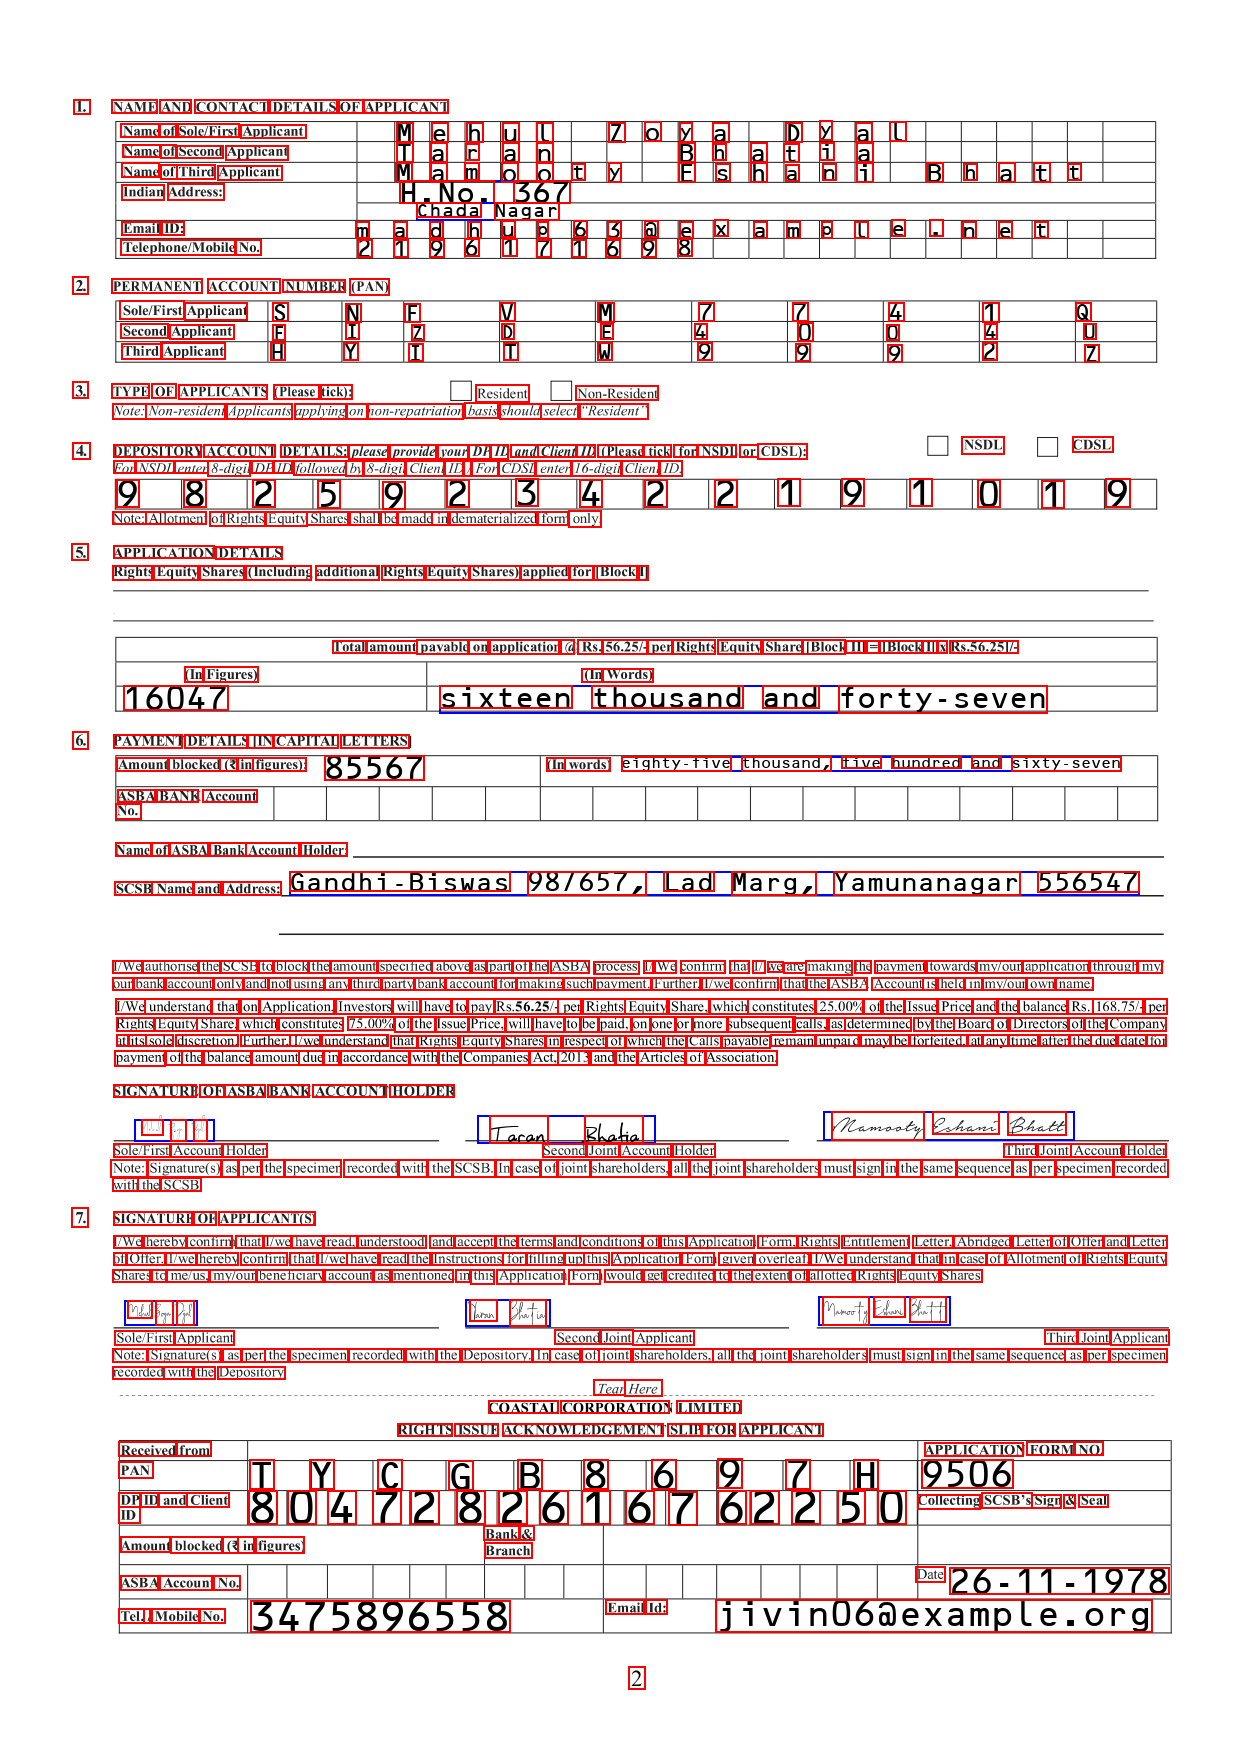 1. NAME AND CONTACT DETAILS OF APPLICANT
Name of Sole/First Applicant Mehul Zoya Dyal
Name of Second Applicant Taran Bhatia
Name of Third Applicant Mamooty Eshani Bhatt
Indian Address: H.No. 367
Chada Nagar
Email ID: madhup63@example.net
Telephone/Mobile No. 2196171698
2. PERMANENT ACCOUNT NUMBER (PAN)
Sole/First Applicant S N F V M 7 7 4 1 Q
Second Applicant E I Z D E 4 0 0 4 U
Third Applicant H Y I T W 9 9 9 2 Z
3. TYPE OF APPLICANTS (Please tick): Resident Non-Resident
Note: Non-resident Applicants applying on non-repatriation basis should select "Resident"
4. DEPOSITORY ACCOUNT DETAILS: please provide your DP ID and Client ID (Please tick for NSDL or CDSL): NSDL CDSL
For NSDL enter 8-digit DP ID followed by 8-digit Client ID / For CDSL enter 16-digit Client ID.
9 8 2 5 9 2 3 4 2 2 1 9 1 0 1 9
Note: Allotment of Rights Equity Shares shall be made in dematerialized form only.
5. APPLICATION DETAILS
Rights Equity Shares (Including additional Rights Equity Shares) applied for [Block I]
Total amount payable on application @ Rs. 56.25/- per Rights Equity Share [Block II] = [Block I] x Rs.56.25]/-
(In Figures) (In Words)
16047 sixteen thousand and forty-seven
6. PAYMENT DETAILS [IN CAPITAL LETTERS]
Amount blocked (₹ in figures): 85567 (In words) eighty-five thousand, five hundred and sixty-seven
ASBA BANK Account
No.
Name of ASBA Bank Account Holder:
SCSB Name and Address: Gandhi-Biswas 98/657, Lad Marg, Yamunanagar 556547
I/We authorise the SCSB to block the amount specified above as part of the ASBA process. I/We confirm that I/ we are making the payment towards my/our application through my/
our bank account only and not using any third party bank account for making such payment. Further, I/we confirm that the ASBA Account is held in my/our own name.
I/We understand that on Application, Investors will have to pay Rs.56.25/- per Rights Equity Share, which constitutes 25.00% of the Issue Price and the balance Rs. 168.75/- per
Rights Equity Share, which constitutes 75.00% of the Issue Price, will have to be paid, on one or more subsequent calls, as determined by the Board of Directors of the Company
at its sole discretion. Further, I/we understand that Rights Equity Shares in respect of which the Calls payable remain unpaid may be forfeited, at any time after the due date for
payment of the balance amount due in accordance with the Companies Act, 2013 and the Articles of Association.
SIGNATURE OF ASBA BANK ACCOUNT HOLDER
Mehul Zoya Dyal Taran Bhatia Mamooty Eshani Bhatt
Sole/First Account Holder Second Joint Account Holder Third Joint Account Holder
Note: Signature(s) as per the specimen recorded with the SCSB. In case of joint shareholders, all the joint shareholders must sign in the same sequence as per specimen recorded
with the SCSB
7. SIGNATURE OF APPLICANT(S)
I/We hereby confirm that I/we have read, understood and accept the terms and conditions of this Application Form, Rights Entitlement Letter, Abridged Letter of Offer and Letter
of Offer. I/we hereby confirm that I/we have read the Instructions for filling up this Application Form given overleaf. I/We understand that in case of Allotment of Rights Equity
Shares to me/us, my/our beneficiary account as mentioned in this Application Form would get credited to the extent of allotted Rights Equity Shares
Mehul Zoya Dyal Taran Bhatia Mamooty Eshani Bhatt
Sole/First Applicant Second Joint Applicant Third Joint Applicant
Note: Signature(s) as per the specimen recorded with the Depository. In case of joint shareholders, all the joint shareholders must sign in the same sequence as per specimen
recorded with the Depository
Tear Here
COASTAL CORPORATION LIMITED
RIGHTS ISSUE ACKNOWLEDGEMENT SLIP FOR APPLICANT
Received from APPLICATION FORM NO.
PAN T Y C G B 8 6 9 7 H 9506
DP ID and Client
ID 8047282616762250 Collecting SCSB's Sign & Seal
Amount blocked (₹ in figures) Bank &
Branch
ASBA Account No. Date 26-11-1978
Tel., Mobile No. 3475896558 Email Id: jivin06@example.org
2